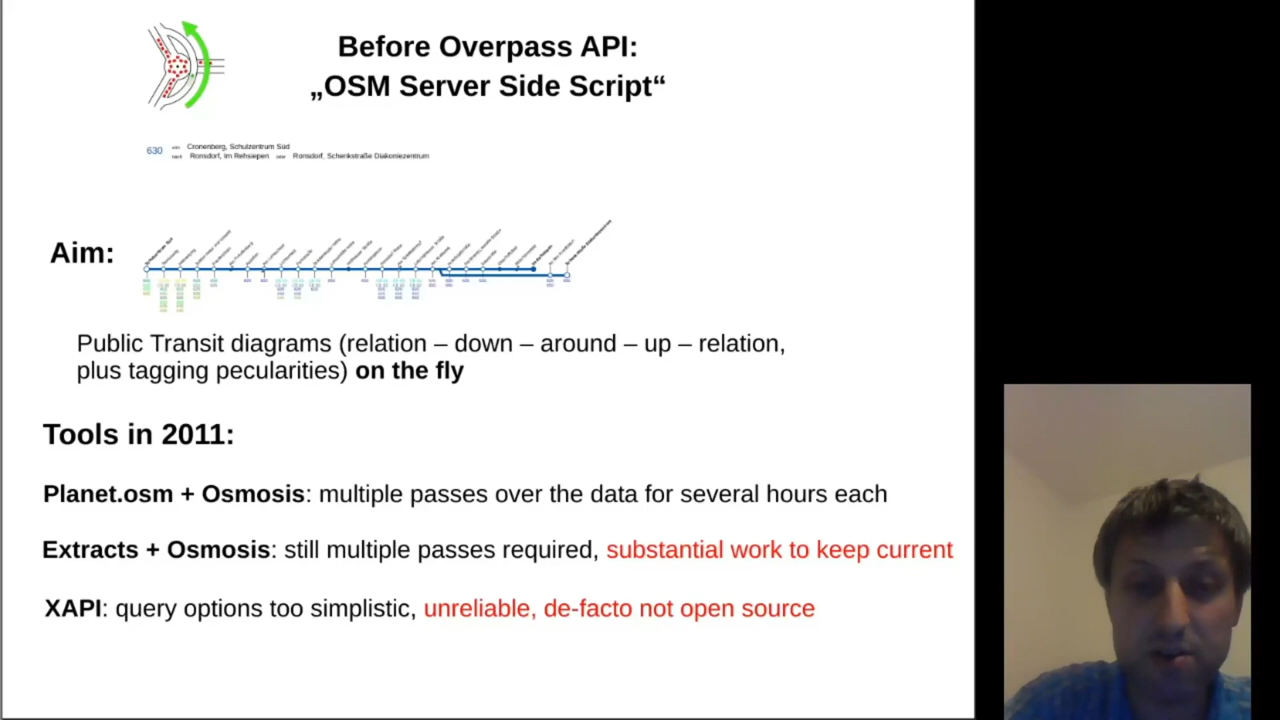 Before Overpass API:
„OSM Server Side Script“
630
Cronenberg, Schulzentrum Süd
Ronsdorf, Im Rehsiepen
Ronsdorf, Schenkstraße Diakoniezentrum
Aim:
Public Transit diagrams (relation – down – around – up – relation,
plus tagging pecularities) on the fly
Tools in 2011:
Planet.osm + Osmosis: multiple passes over the data for several hours each
Extracts + Osmosis: still multiple passes required, substantial work to keep current
XAPI: query options too simplistic, unreliable, de-facto not open source